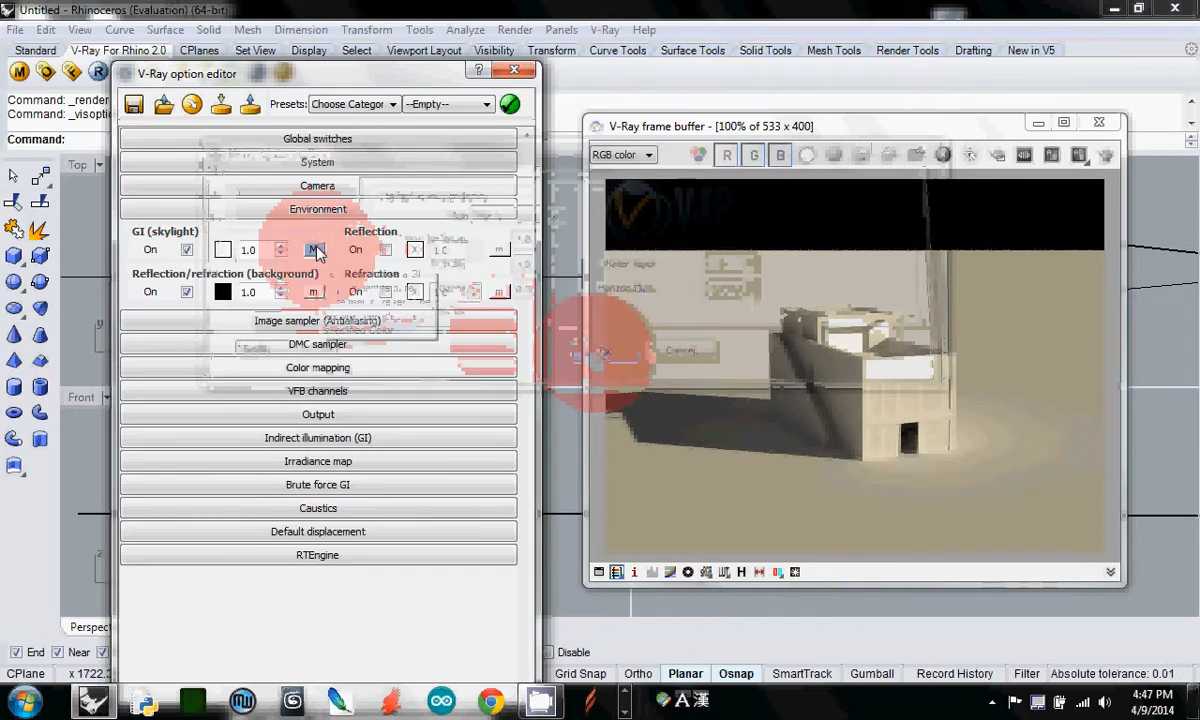 Untitled - Rhinoceros (Evaluation) (64-bit)
File Edit View Curve Surface Solid Mesh Dimension Transform Tools Analyze Render Panels V-Ray Help
Standard V-Ray For Rhino 2.0 CPlanes Set View Display Select Viewport Layout Visibility Transform Curve Tools Surface Tools Solid Tools Mesh Tools Render Tools Drafting New in V5
Command: _render
Command: _visoptio
Command:
V-Ray option editor
Presets: Choose Categor --Empty--
Global switches
System
Camera
Environment
GI (skylight) Reflection
On 1.0 M On X 1.0 m
Reflection/refraction (background) Refraction
On 1.0 m On
Image sampler (Antialiasing)
DMC sampler
Color mapping
VFB channels
Output
Indirect illumination (GI)
Irradiance map
Brute force GI
Caustics
Default displacement
RTEngine
V-Ray frame buffer - [100% of 533 x 400]
RGB color R G B
Top
Front
Perspect
End Near Disable
CPlane x 1722. Grid Snap Ortho Planar Osnap SmartTrack Gumball Record History Filter Absolute tolerance: 0.01
A 漢
4:47 PM
4/9/2014